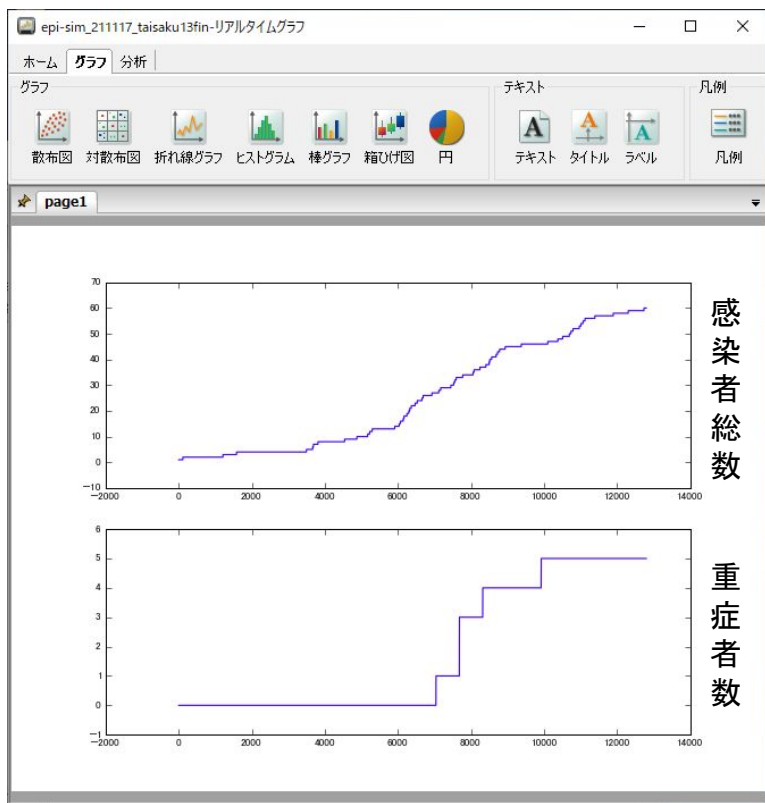 epi-sim_211117_taisaku13fin-リアルタイムグラフ
ホーム グラフ 分析
グラフ テキスト 凡例
散布図 対散布図 折れ線グラフ ヒストグラム 棒グラフ 箱ひげ図 円 テキスト タイトル ラベル 凡例
page1
70
60
50
40
30
20
10
0
-10
-2000 0 2000 4000 6000 8000 10000 12000 14000
感染者総数
6
5
4
3
2
1
0
-1
-2000 0 2000 4000 6000 8000 10000 12000 14000
重症者数